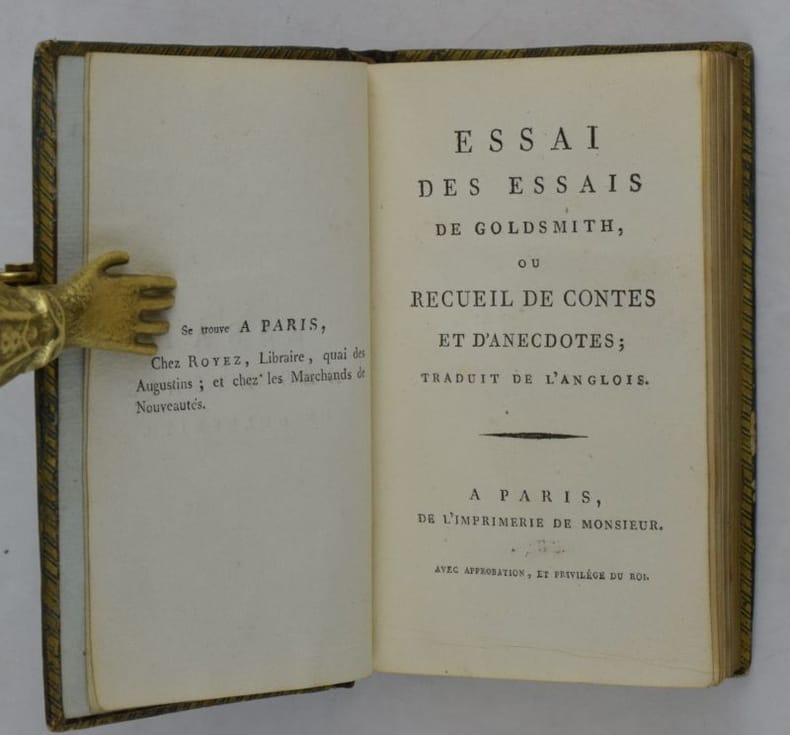 Se trouve A PARIS,
Chez ROYEZ, Libraire, quai des
Augustins ; et chez les Marchands de
Nouveautés.
ESSAI
DES ESSAIS
DE GOLDSMITH,
OU
RECUEIL DE CONTES
ET D'ANECDOTES;
TRADUIT DE L'ANGLOIS.
A PARIS,
DE L'IMPRIMERIE DE MONSIEUR.
AVEC APPROBATION, ET PRIVILÉGE DU ROI.